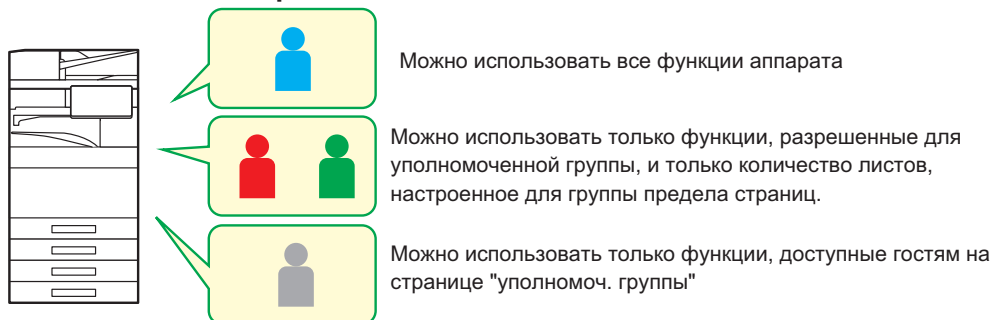 Можно использовать все функции аппарата
Можно использовать только функции, разрешенные для
уполномоченной группы, и только количество листов,
настроенное для группы предела страниц.
Можно использовать только функции, доступные гостям на
странице "уполномоч. группы"